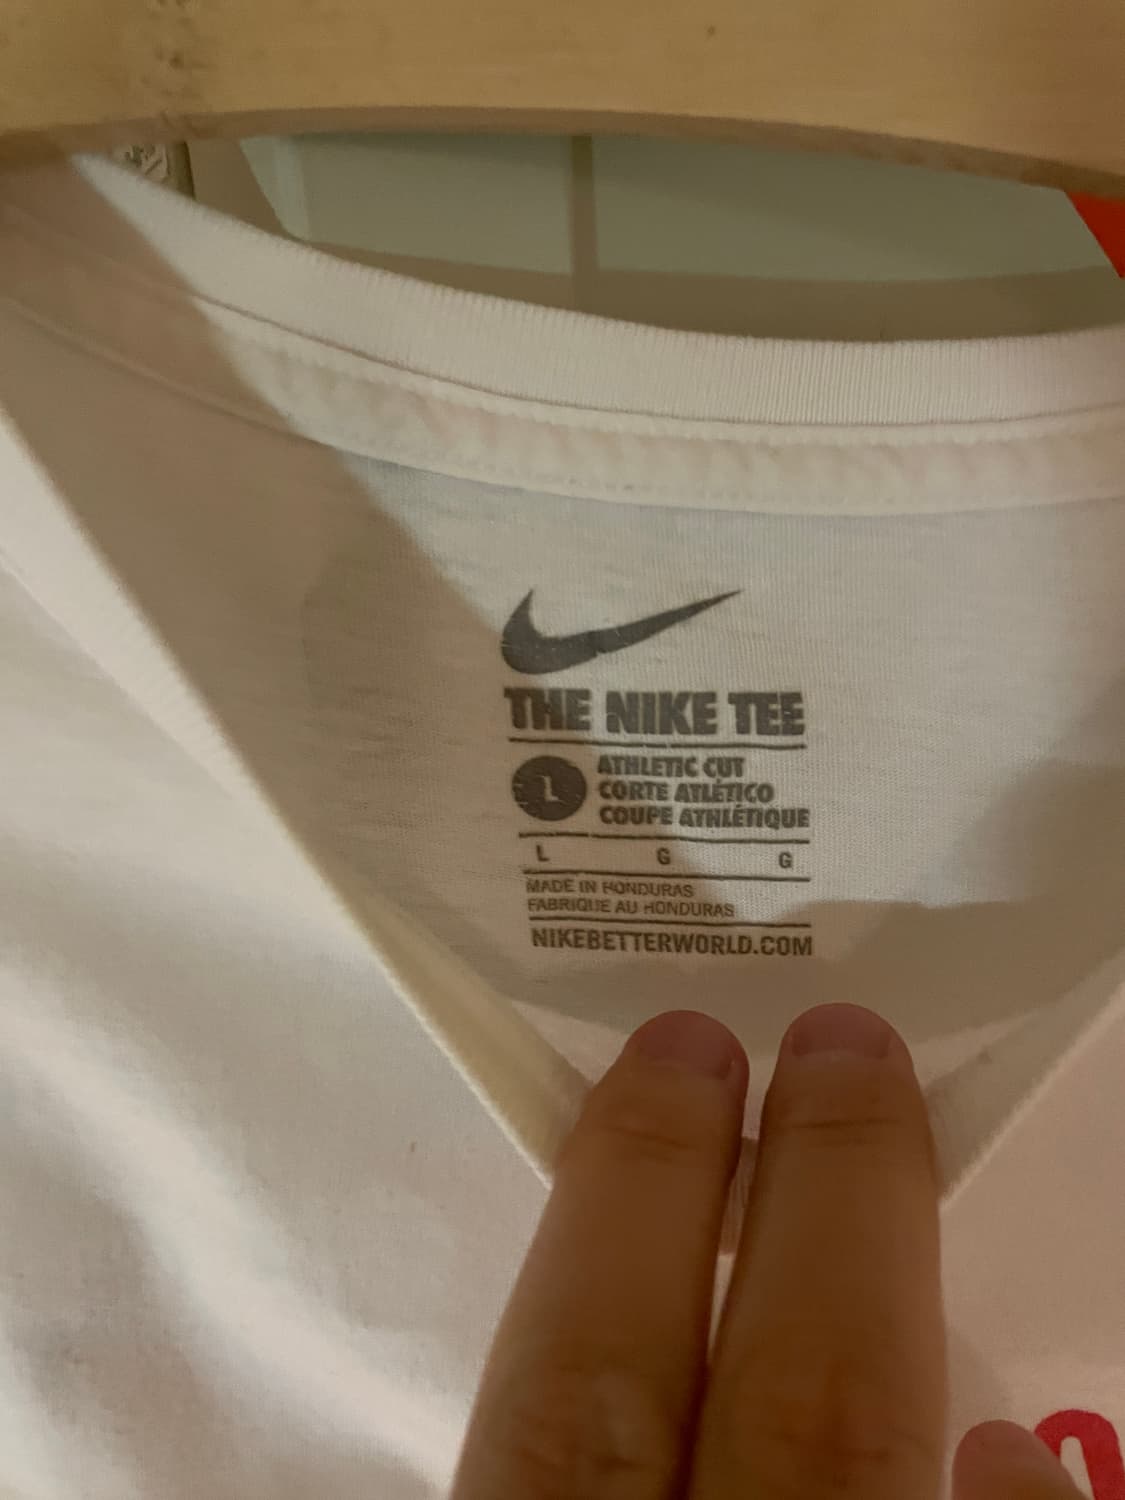 THE NIKE TEE
L
ATHLETIC CUT
CORTE ATLÉTICO
COUPE ATHLÉTIQUE
L G G
MADE IN HONDURAS
FABRIQUE AU HONDURAS
NIKEBETTERWORLD.COM